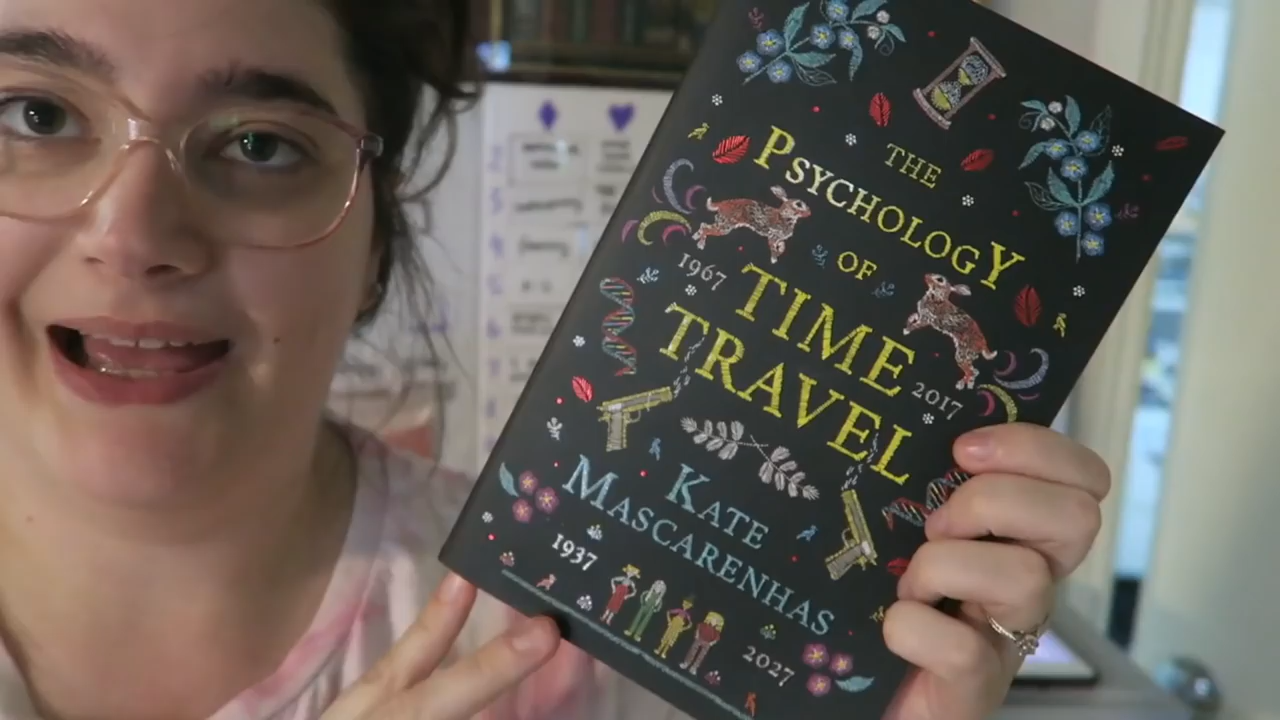 THE
PSYCHOLOGY
OF
1967
TIME
TRAVEL
2017
KATE
MASCARENHAS
1937
2027